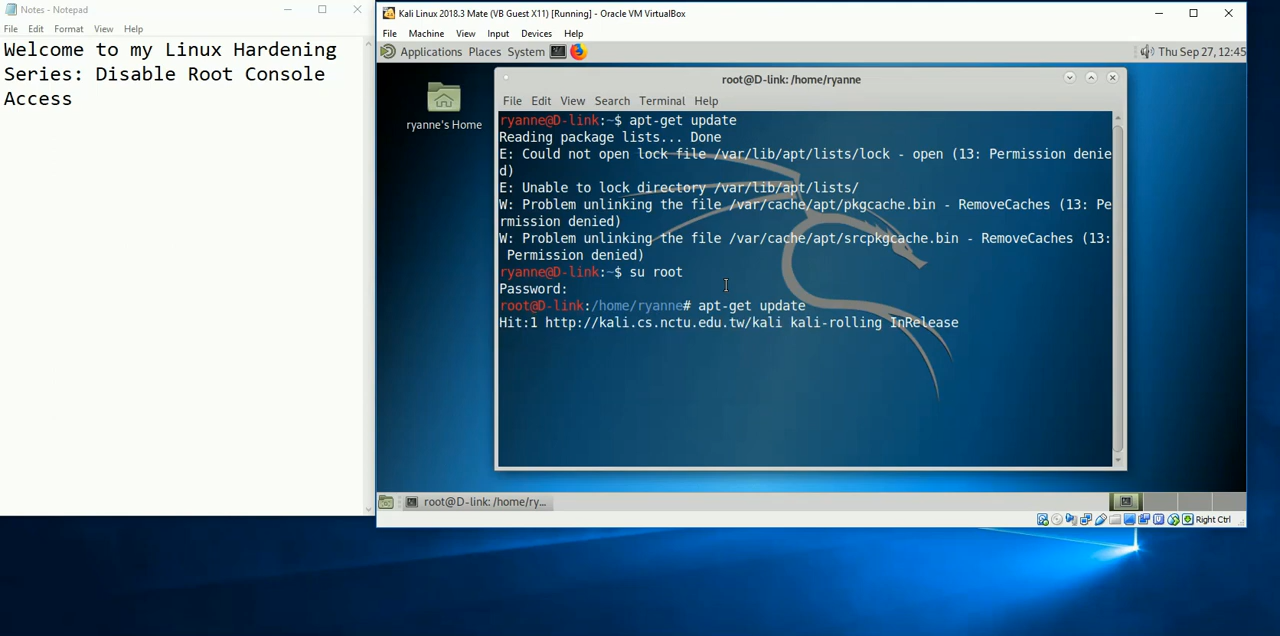 Notes - Notepad
File Edit Format View Help
Welcome to my Linux Hardening
Series: Disable Root Console
Access
Kali Linux 2018.3 Mate (VB Guest X11) [Running] - Oracle VM VirtualBox
File Machine View Input Devices Help
Applications Places System
Thu Sep 27, 12:45
ryanne's Home
root@D-link: /home/ryanne
File Edit View Search Terminal Help
ryanne@D-link:~$ apt-get update
Reading package lists... Done
E: Could not open lock file /var/lib/apt/lists/lock - open (13: Permission denie
d)
E: Unable to lock directory /var/lib/apt/lists/
W: Problem unlinking the file /var/cache/apt/pkgcache.bin - RemoveCaches (13: Pe
rmission denied)
W: Problem unlinking the file /var/cache/apt/srcpkgcache.bin - RemoveCaches (13:
 Permission denied)
ryanne@D-link:~$ su root
Password:
root@D-link:/home/ryanne# apt-get update
Hit:1 http://kali.cs.nctu.edu.tw/kali kali-rolling InRelease
root@D-link: /home/ry...
Right Ctrl